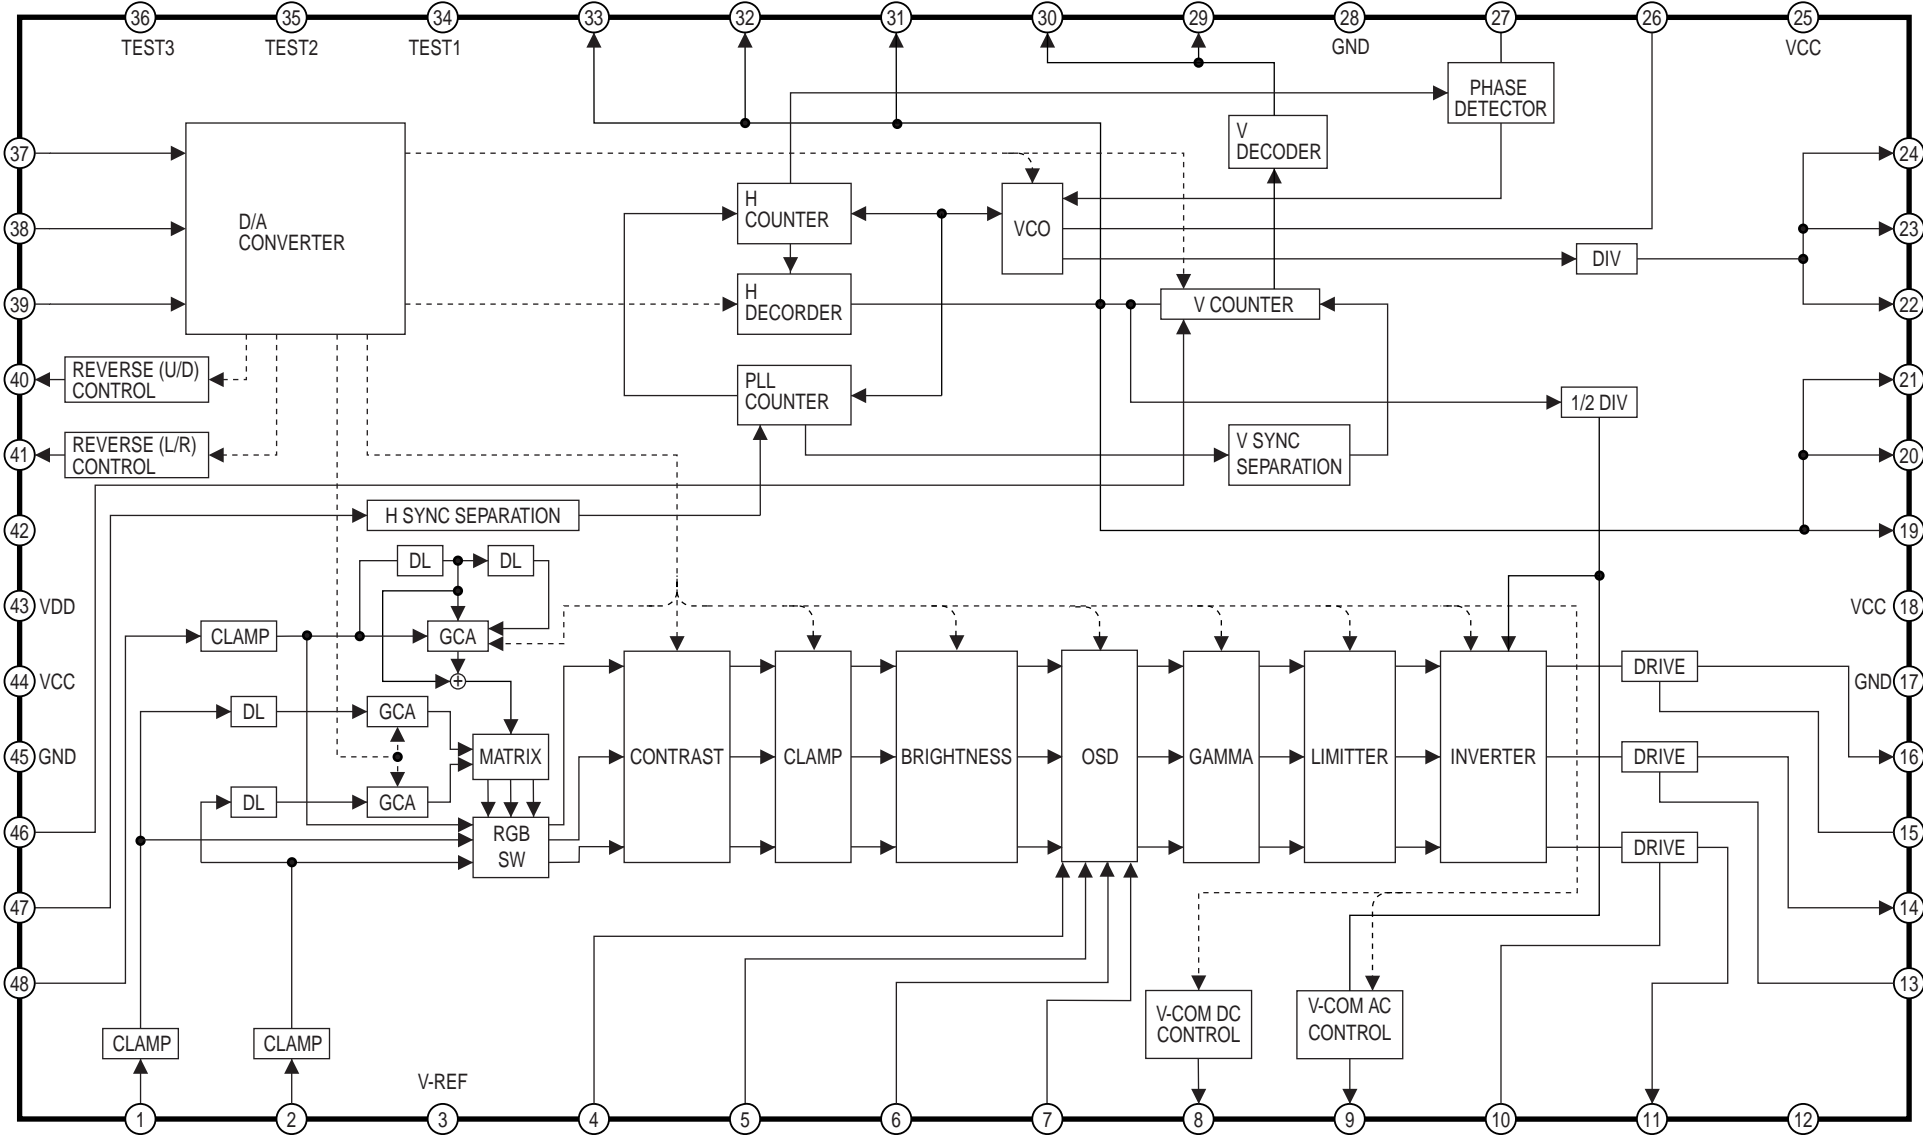 36
35
34
33
32
31
30
29
28
27
26
25
TEST3
TEST2
TEST1
GND
VCC
PHASE
DETECTOR
V
DECODER
37
38
39
D/A
CONVERTER
H
COUNTER
VCO
DIV
24
23
22
H
DECORDER
V COUNTER
40
REVERSE (U/D)
CONTROL
PLL
COUNTER
1/2 DIV
21
41
REVERSE (L/R)
CONTROL
V SYNC
SEPARATION
20
42
H SYNC SEPARATION
19
DL
DL
43
VDD
VCC
18
CLAMP
GCA
+
44
VCC
GND
17
DL
GCA
MATRIX
45
GND
DL
GCA
RGB
SW
CONTRAST
CLAMP
BRIGHTNESS
OSD
GAMMA
LIMITTER
INVERTER
DRIVE
DRIVE
DRIVE
16
46
15
47
14
48
13
CLAMP
CLAMP
V-REF
V-COM DC
CONTROL
V-COM AC
CONTROL
1
2
3
4
5
6
7
8
9
10
11
12